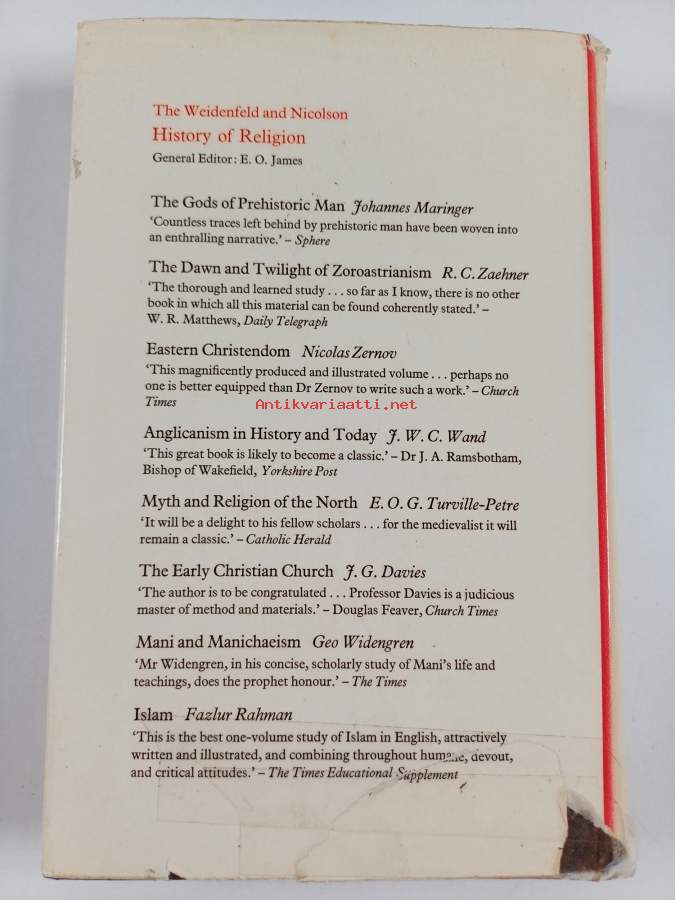 The Weidenfeld and Nicolson
History of Religion
General Editor: E. O. James
The Gods of Prehistoric Man Johannes Maringer
‘Countless traces left behind by prehistoric man have been woven into
an enthralling narrative.’ – Sphere
The Dawn and Twilight of Zoroastrianism R. C. Zaehner
‘The thorough and learned study . . . so far as I know, there is no other
book in which all this material can be found coherently stated.’ –
W. R. Matthews, Daily Telegraph
Eastern Christendom Nicolas Zernov
‘This magnificently produced and illustrated volume . . . perhaps no
one is better equipped than Dr Zernov to write such a work.’ – Church
Times
Antikvariaatti.net
Anglicanism in History and Today J. W. C. Wand
‘This great book is likely to become a classic.’ – Dr J. A. Ramsbotham,
Bishop of Wakefield, Yorkshire Post
Myth and Religion of the North E. O. G. Turville-Petre
‘It will be a delight to his fellow scholars . . . for the medievalist it will
remain a classic.’ – Catholic Herald
The Early Christian Church J. G. Davies
‘The author is to be congratulated . . . Professor Davies is a judicious
master of method and materials.’ – Douglas Feaver, Church Times
Mani and Manichaeism Geo Widengren
‘Mr Widengren, in his concise, scholarly study of Mani’s life and
teachings, does the prophet honour.’ – The Times
Islam Fazlur Rahman
‘This is the best one-volume study of Islam in English, attractively
written and illustrated, and combining throughout humane, devout,
and critical attitudes.’ – The Times Educational Supplement